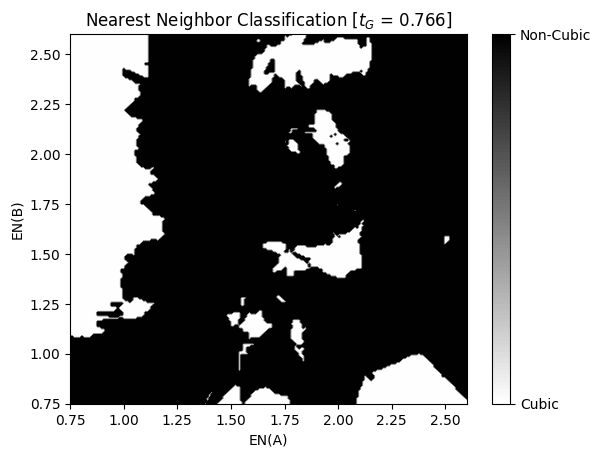 Nearest Neighbor Classification [t_G = 0.766]
2.50
2.25
2.00
1.75
1.50
1.25
1.00
0.75
EN(B)
0.75 1.00 1.25 1.50 1.75 2.00 2.25 2.50
EN(A)
Non-Cubic
Cubic